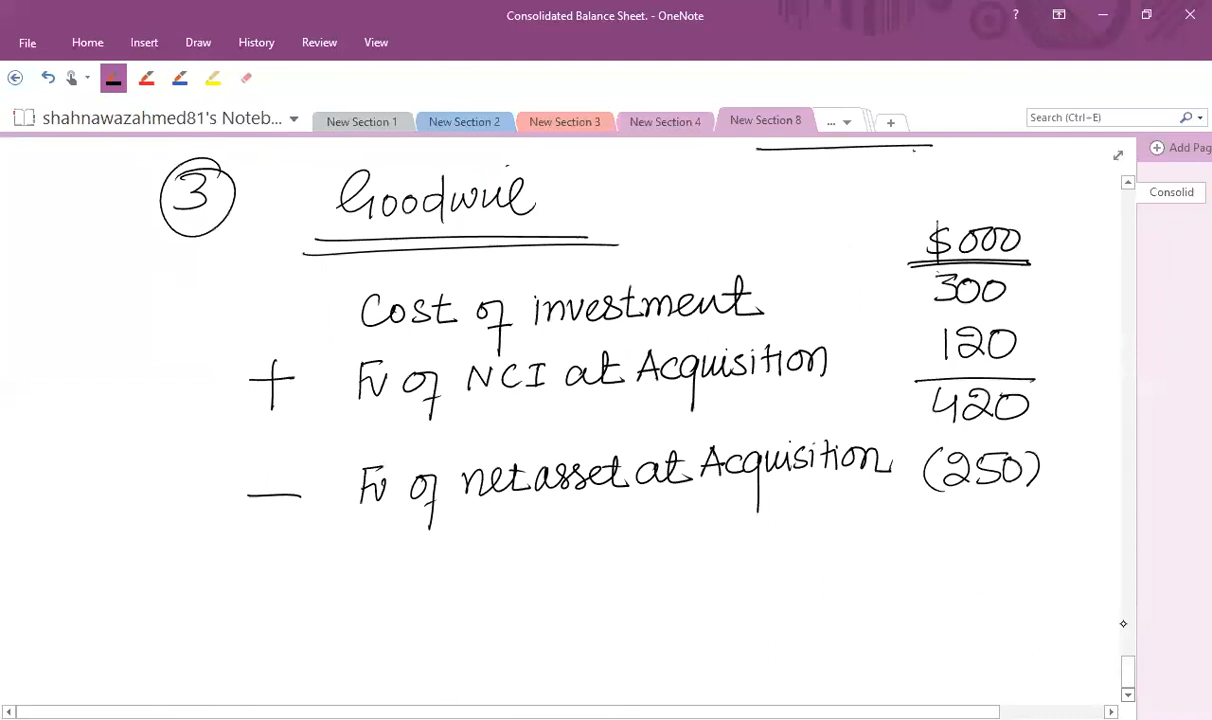 Consolidated Balance Sheet. - OneNote
File Home Insert Draw History Review View
shahnawazahmed81's Noteb... New Section 1 New Section 2 New Section 3 New Section 4 New Section 8 ... Search (Ctrl+E)
Add Pag
Consolid
3 Goodwill
$000
Cost of investment 300
+ Fv of NCI at Acquisition 120
420
— Fv of net asset at Acquisition (250)